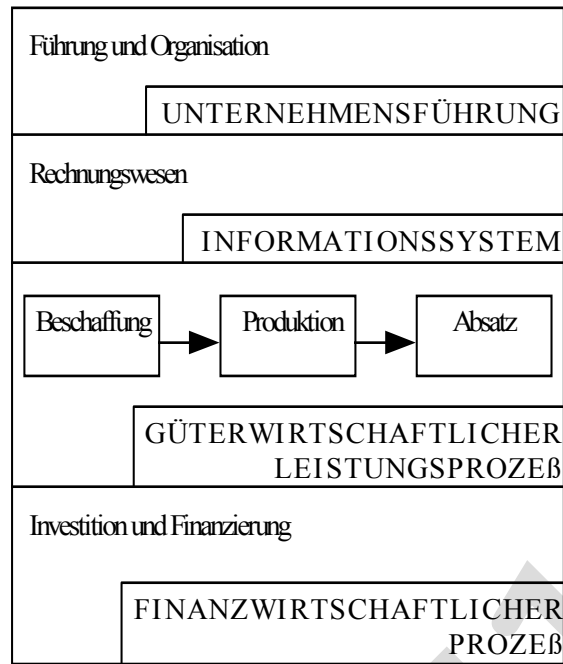 Führung und Organisation
UNTERNEHMENSFÜHRUNG
Rechnungswesen
INFORMATIONSSYSTEM
Beschaffung Produktion Absatz
GÜTERWIRTSCHAFTLICHER
LEISTUNGSPROZEß
Investition und Finanzierung
FINANZWIRTSCHAFTLICHER
PROZEß